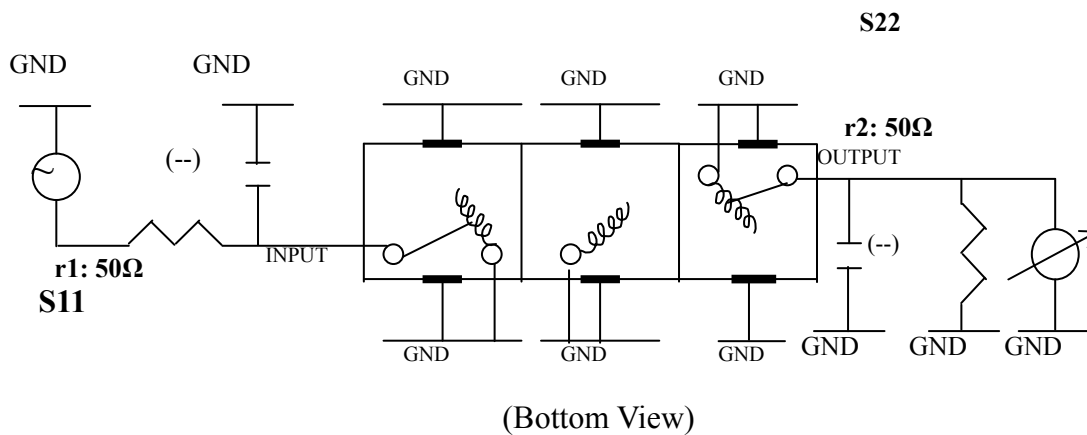 S22
GND
GND
GND
GND
GND
r2: 50Ω
(--)
OUTPUT
INPUT
(--)
r1: 50Ω
S11
GND
GND
GND
GND
GND
GND
(Bottom View)